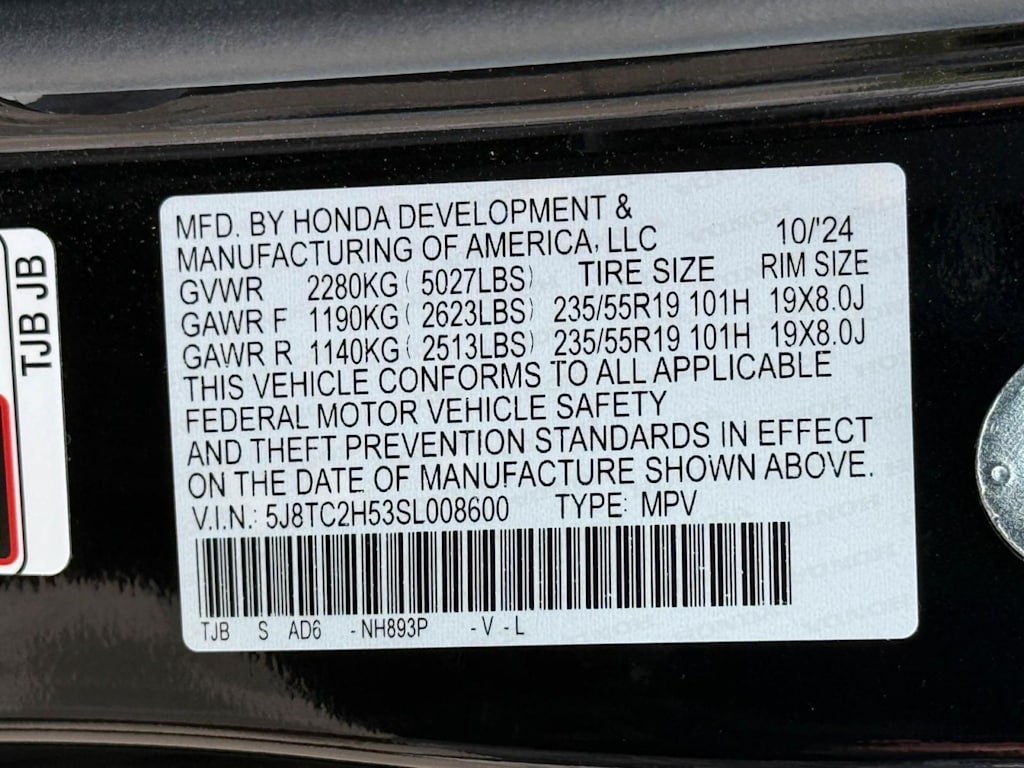 MFD. BY HONDA DEVELOPMENT &
MANUFACTURING OF AMERICA, LLC 10/'24
GVWR 2280KG ( 5027LBS) TIRE SIZE RIM SIZE
GAWR F 1190KG ( 2623LBS) 235/55R19 101H 19X8.0J
GAWR R 1140KG ( 2513LBS) 235/55R19 101H 19X8.0J
THIS VEHICLE CONFORMS TO ALL APPLICABLE
FEDERAL MOTOR VEHICLE SAFETY
AND THEFT PREVENTION STANDARDS IN EFFECT
ON THE DATE OF MANUFACTURE SHOWN ABOVE.
V.I.N.: 5J8TC2H53SL008600 TYPE: MPV
TJB S AD6 -NH893P -V -L
TJB JB